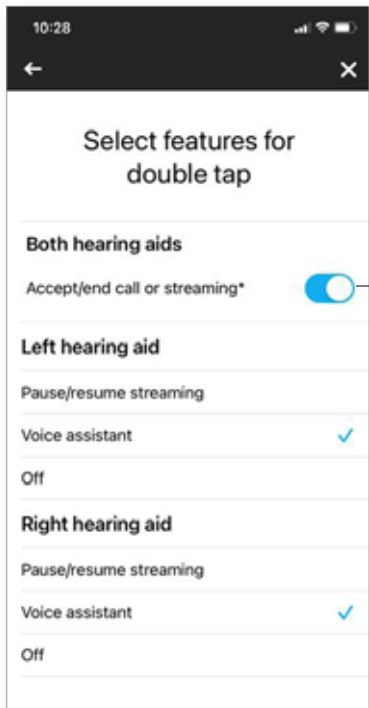 10:28
Select features for
double tap
Both hearing aids
Accept/end call or streaming*
Left hearing aid
Pause/resume streaming
Voice assistant
Off
Right hearing aid
Pause/resume streaming
Voice assistant
Off